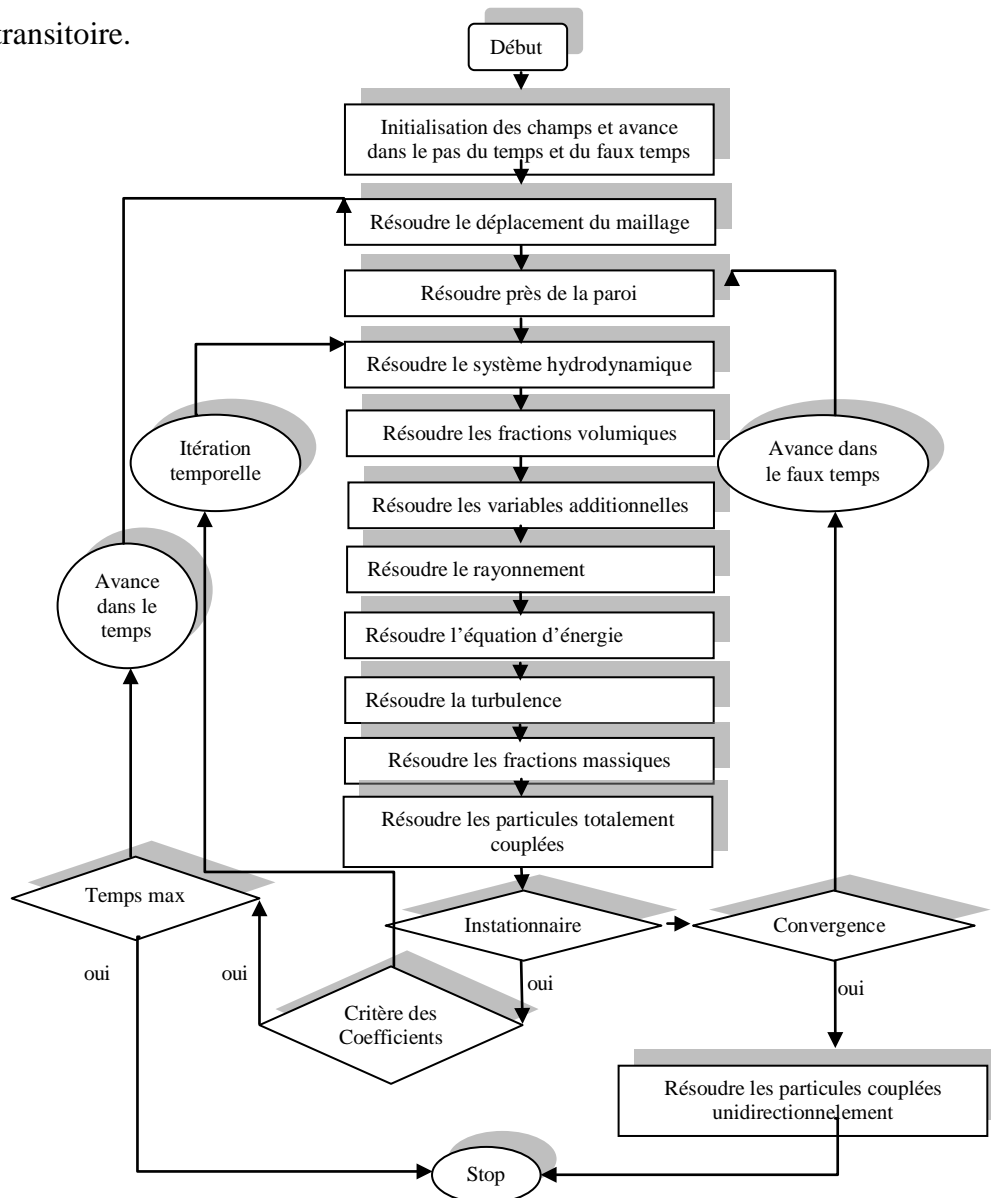 transitoire.
Début
Initialisation des champs et avance
dans le pas du temps et du faux temps
Résoudre le déplacement du maillage
Résoudre près de la paroi
Résoudre le système hydrodynamique
Résoudre les fractions volumiques
Itération
temporelle
Avance dans
le faux temps
Résoudre les variables additionnelles
Résoudre le rayonnement
Avance
dans le
temps
Résoudre l'équation d'énergie
Résoudre la turbulence
Résoudre les fractions massiques
Résoudre les particules totalement
couplées
Temps max
Instationnaire
Convergence
oui
oui
oui
oui
Critère des
Coefficients
Résoudre les particules couplées
unidirectionnelement
Stop